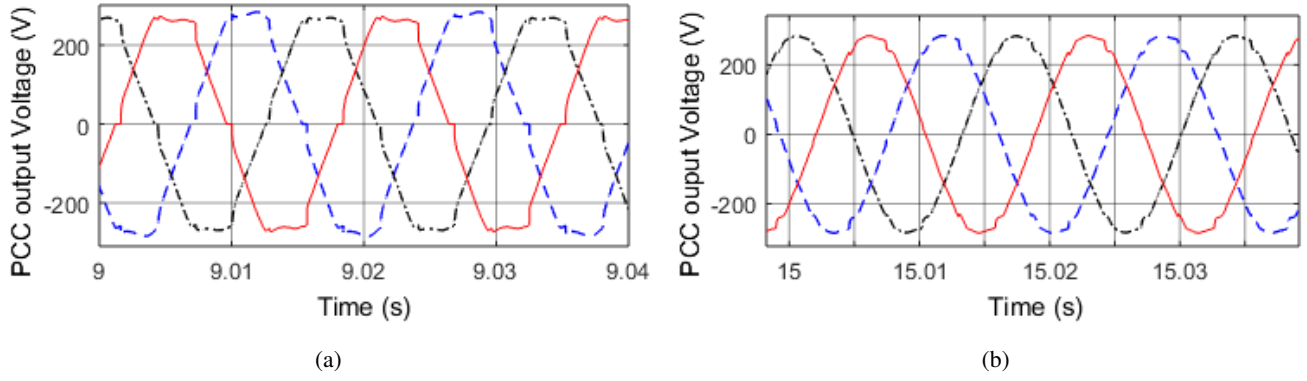 PCC output Voltage (V)
200
0
-200
9
9.01
9.02
9.03
9.04
Time (s)
(a)
PCC ouput Voltage (V)
200
0
-200
15
15.01
15.02
15.03
Time (s)
(b)